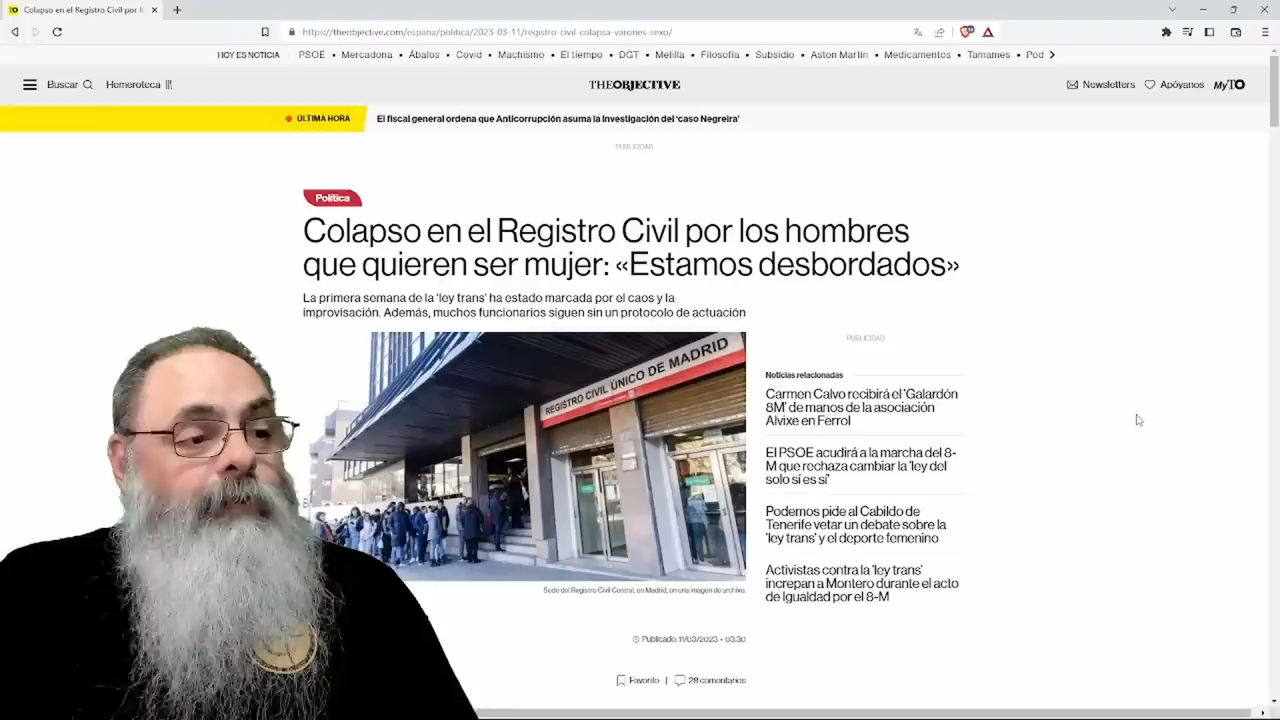 Colapso en el Registro Civil por l
https://theobjective.com/espana/politica/2023-03-11/registro-civil-colapsa-varones-sexo/
HOY ES NOTICIA PSOE • Mercadona • Ábalos • Covid • Machismo • El tiempo • DGT • Melilla • Filosofía • Subsidio • Aston Martin • Medicamentos • Tamames • Pod
Buscar Hemeroteca THE OBJECTIVE Newsletters Apóyanos MyTO
ÚLTIMA HORA El fiscal general ordena que Anticorrupción asuma la investigación del 'caso Negreira'
PUBLICIDAD
Política
Colapso en el Registro Civil por los hombres
que quieren ser mujer: «Estamos desbordados»
La primera semana de la 'ley trans' ha estado marcada por el caos y la
improvisación. Además, muchos funcionarios siguen sin un protocolo de actuación
REGISTRO CIVIL ÚNICO DE MADRID
Sede del Registro Civil Central, en Madrid, en una imagen de archivo.
Publicado: 11/03/2023 • 03:30
Favorito | 28 comentarios
PUBLICIDAD
Noticias relacionadas
Carmen Calvo recibirá el 'Galardón
8M' de manos de la asociación
Alvixe en Ferrol
El PSOE acudirá a la marcha del 8-
M que rechaza cambiar la 'ley del
solo sí es sí'
Podemos pide al Cabildo de
Tenerife vetar un debate sobre la
'ley trans' y el deporte femenino
Activistas contra la 'ley trans'
increpan a Montero durante el acto
de Igualdad por el 8-M